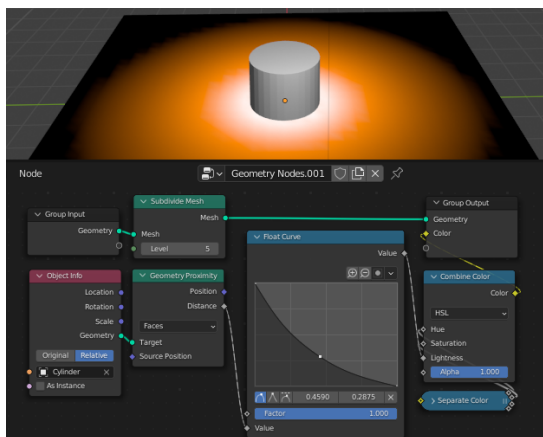 Node
Geometry Nodes.001
Group Input
Geometry
Subdivide Mesh
Mesh
Mesh
Level 5
Group Output
Geometry
Color
Object Info
Location
Rotation
Scale
Geometry
Original Relative
Cylinder
As Instance
Geometry Proximity
Position
Distance
Faces
Target
Source Position
Float Curve
Value
0.4590 0.2875
Factor 1.000
Value
Combine Color
Color
HSL
Hue
Saturation
Lightness
Alpha 1.000
Separate Color